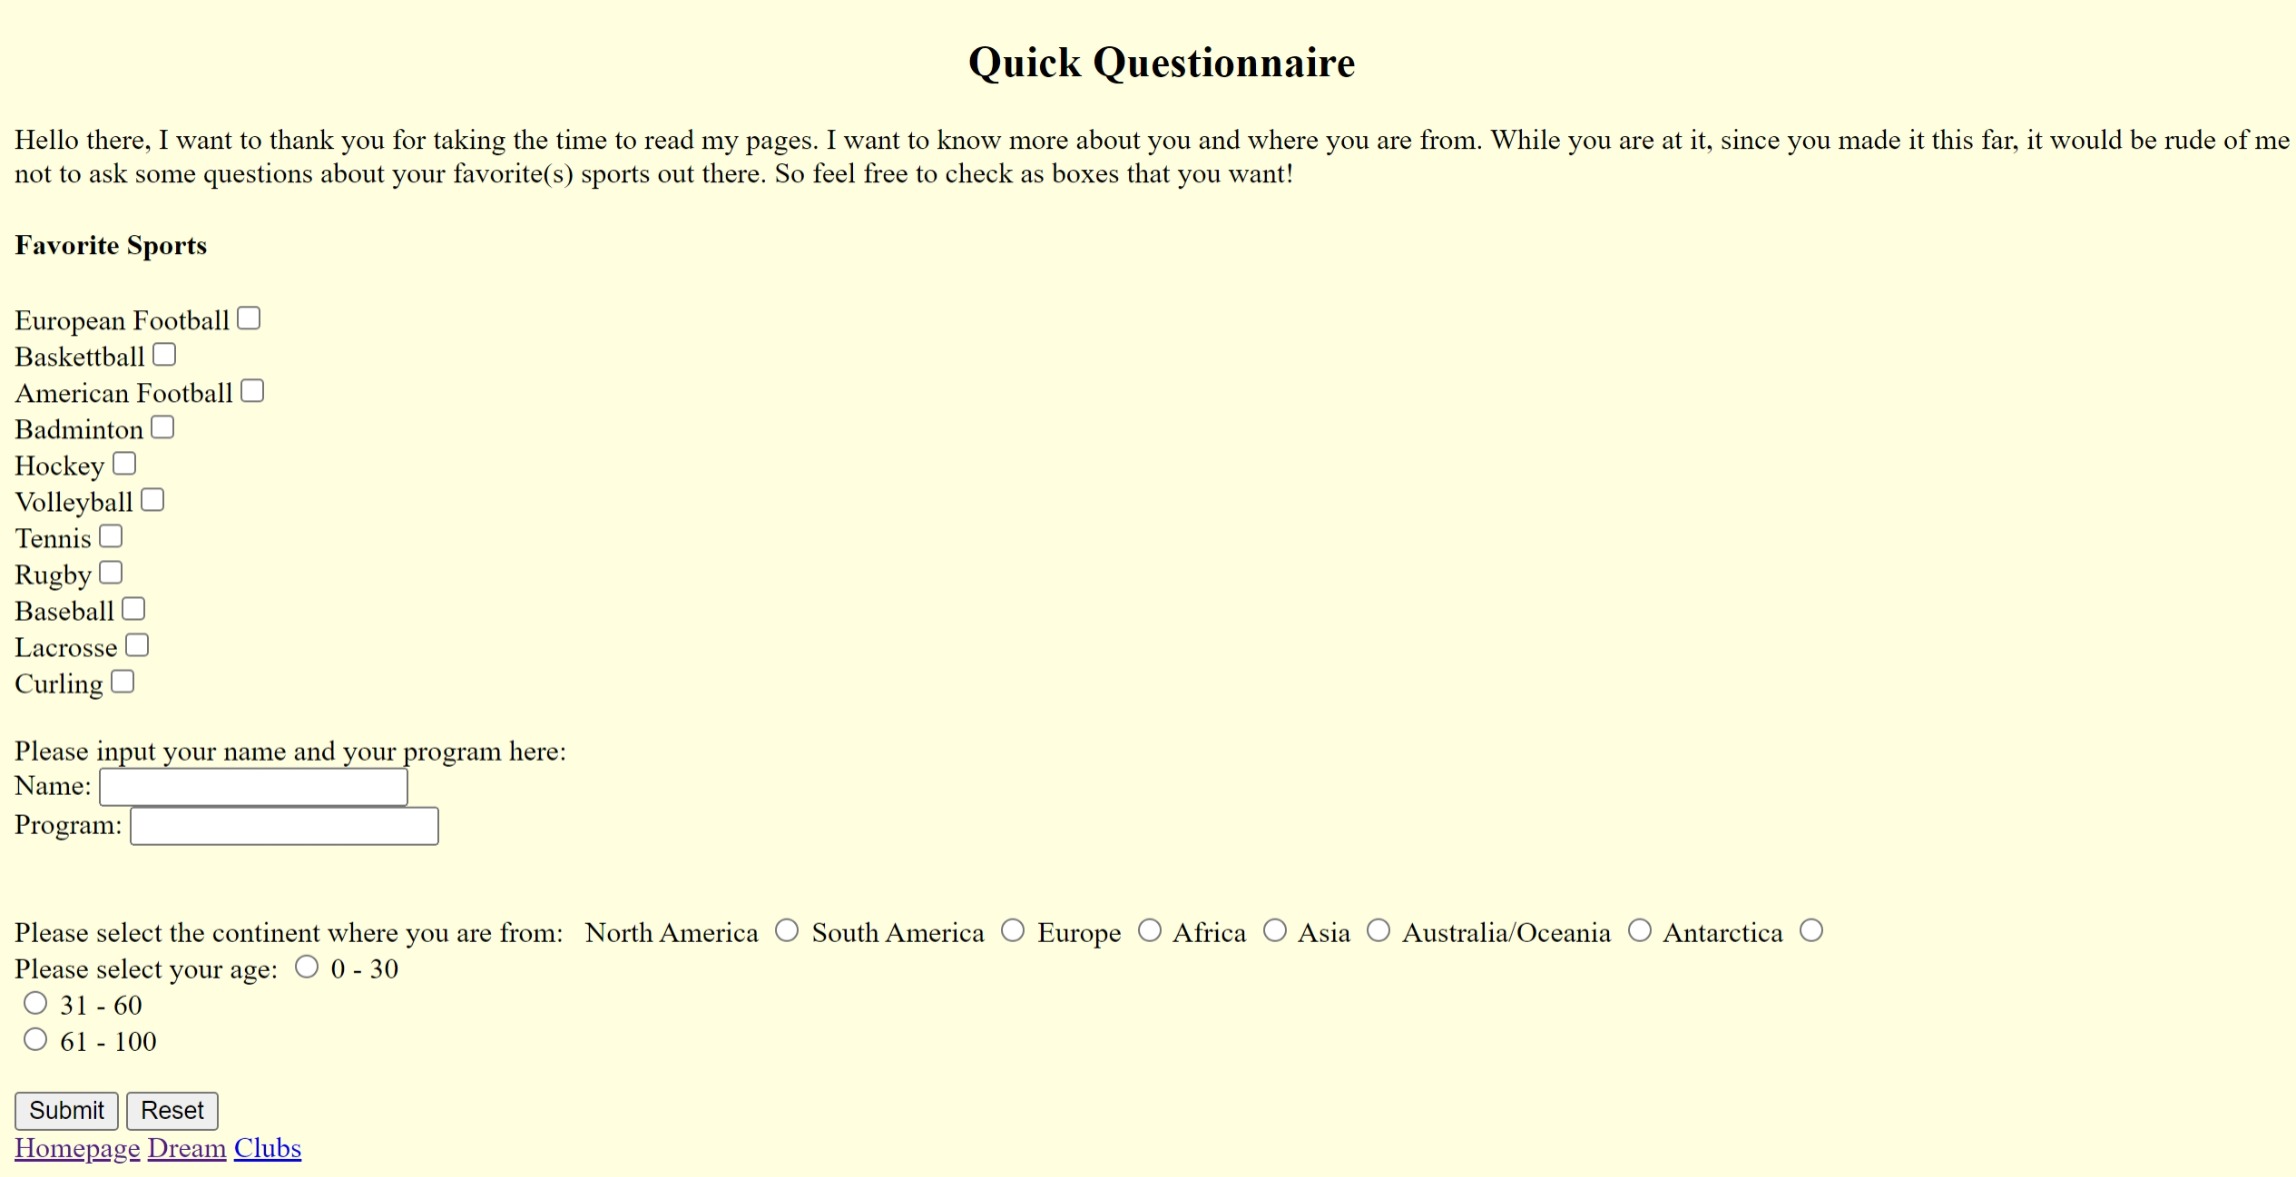 Quick Questionnaire
Hello there, I want to thank you for taking the time to read my pages. I want to know more about you and where you are from. While you are at it, since you made it this far, it would be rude of me
not to ask some questions about your favorite(s) sports out there. So feel free to check as boxes that you want!
Favorite Sports
European Football
Baskettball
American Football
Badminton
Hockey
Volleyball
Tennis
Rugby
Baseball
Lacrosse
Curling
Please input your name and your program here:
Name:
Program:
Please select the continent where you are from: North America South America Europe Africa Asia Australia/Oceania Antarctica
Please select your age: 0 - 30
31 - 60
61 - 100
Submit Reset
Homepage Dream Clubs